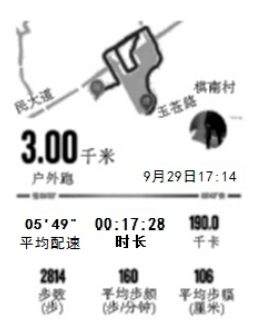 棋南村
民大道
玉苍路
3.00千米
户外跑
9月29日17:14
05'49" 00:17:28 190.0
平均配速 时长 千卡
2814 160 106
步数 平均步频 平均步幅
(步) (步/分钟) (厘米)